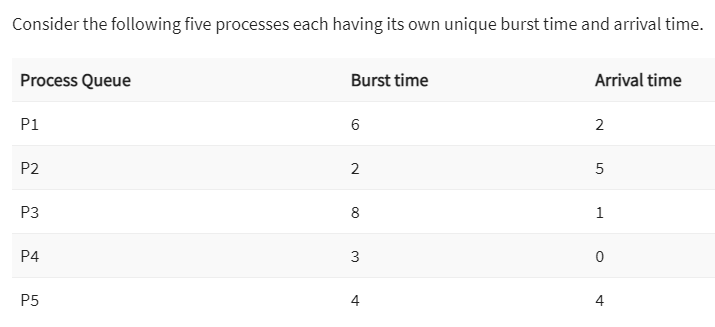 Consider the following five processes each having its own unique burst time and arrival time.
Process Queue Burst time Arrival time
P1 6 2
P2 2 5
P3 8 1
P4 3 0
P5 4 4